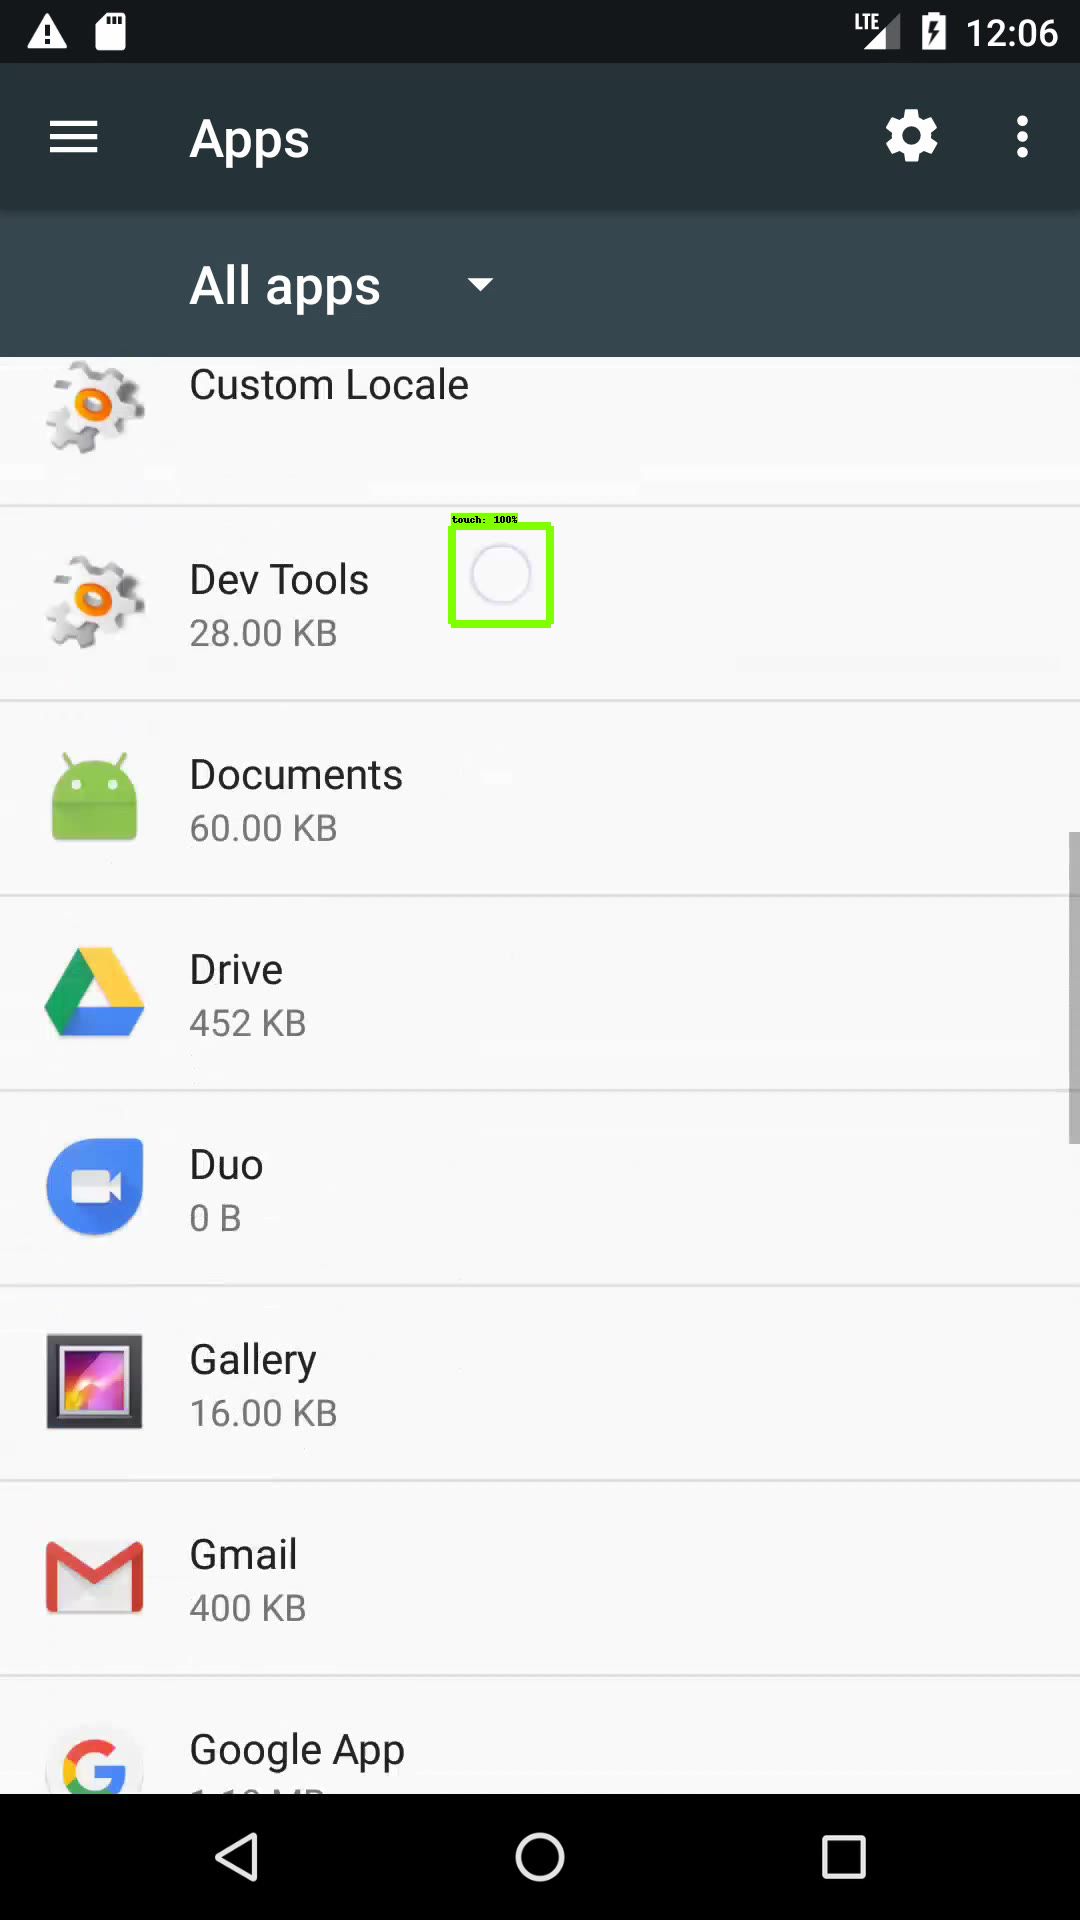 LTE 12:06
Apps
All apps
Custom Locale
touch: 100%
Dev Tools
28.00 KB
Documents
60.00 KB
Drive
452 KB
Duo
0 B
Gallery
16.00 KB
Gmail
400 KB
Google App